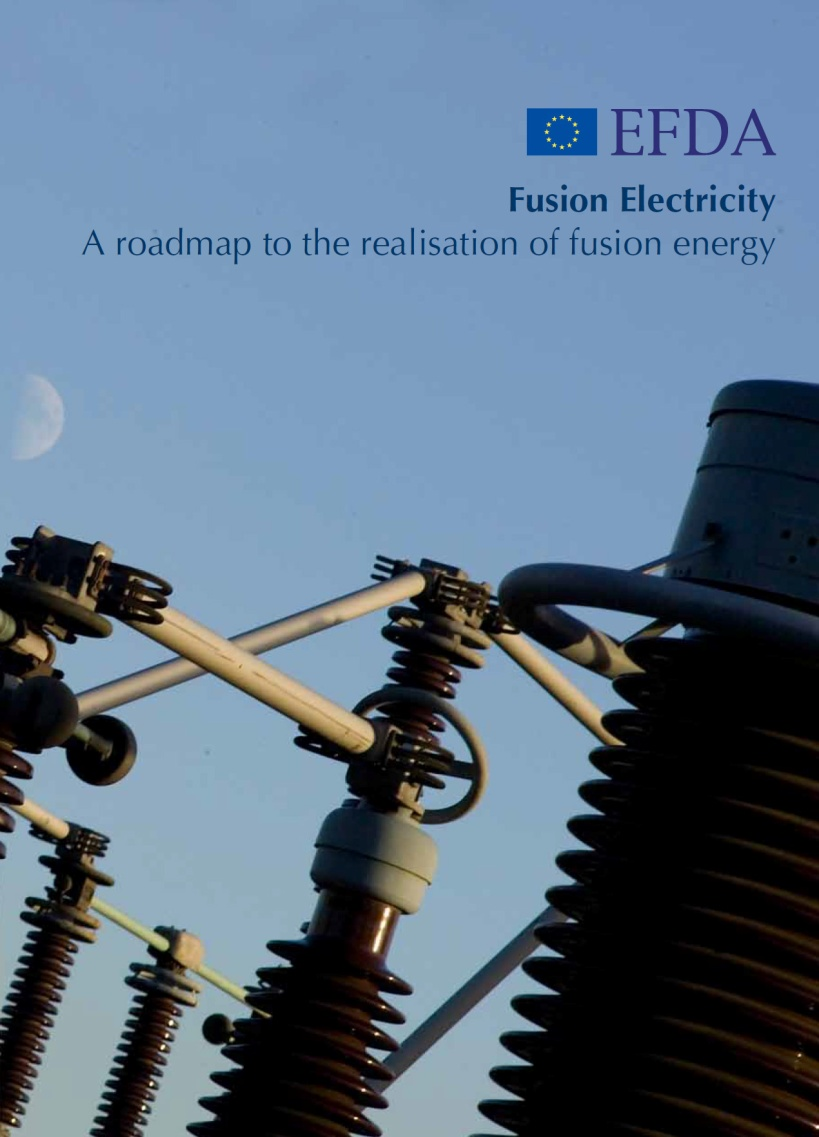 EFDA
Fusion Electricity
A roadmap to the realisation of fusion energy